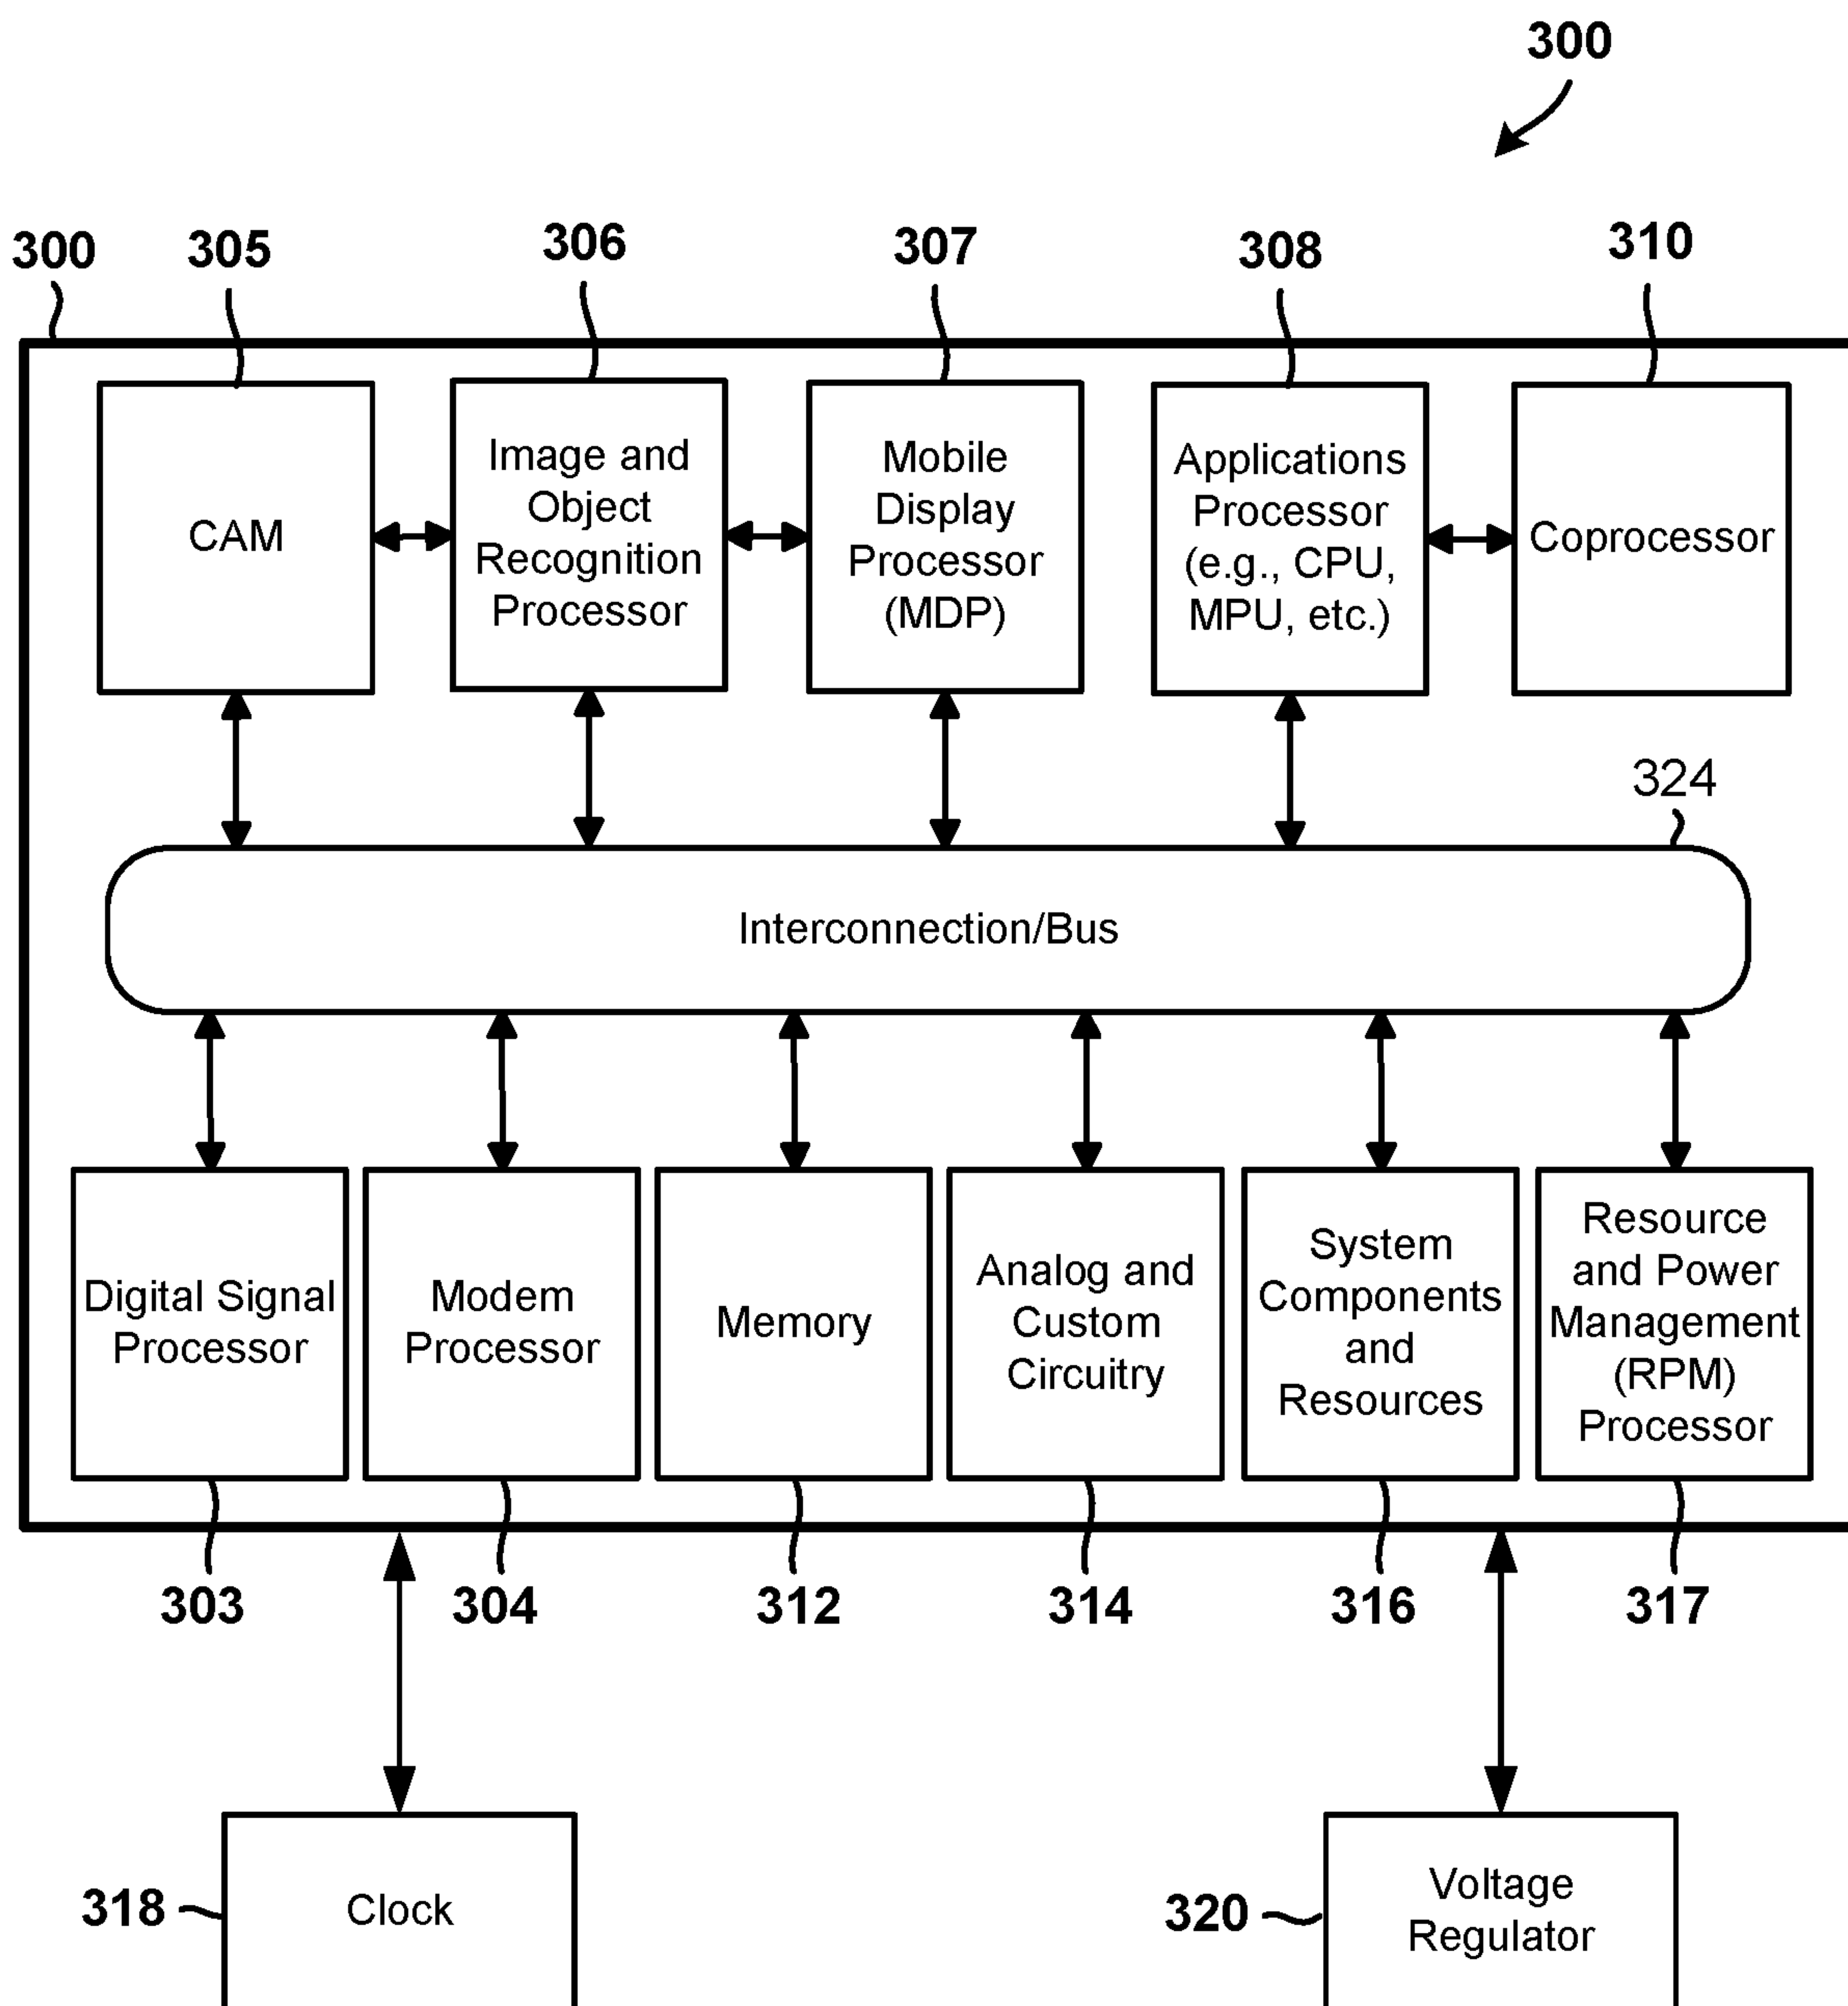 300
300
305
306
307
308
310
CAM
Image and
Object
Recognition
Processor
Mobile
Display
Processor
(MDP)
Applications
Processor
(e.g., CPU,
MPU, etc.)
Coprocessor
324
Interconnection/Bus
Digital Signal
Processor
Modem
Processor
Memory
Analog and
Custom
Circuitry
System
Components
and
Resources
Resource
and Power
Management
(RPM)
Processor
303
304
312
314
316
317
318
Clock
320
Voltage
Regulator